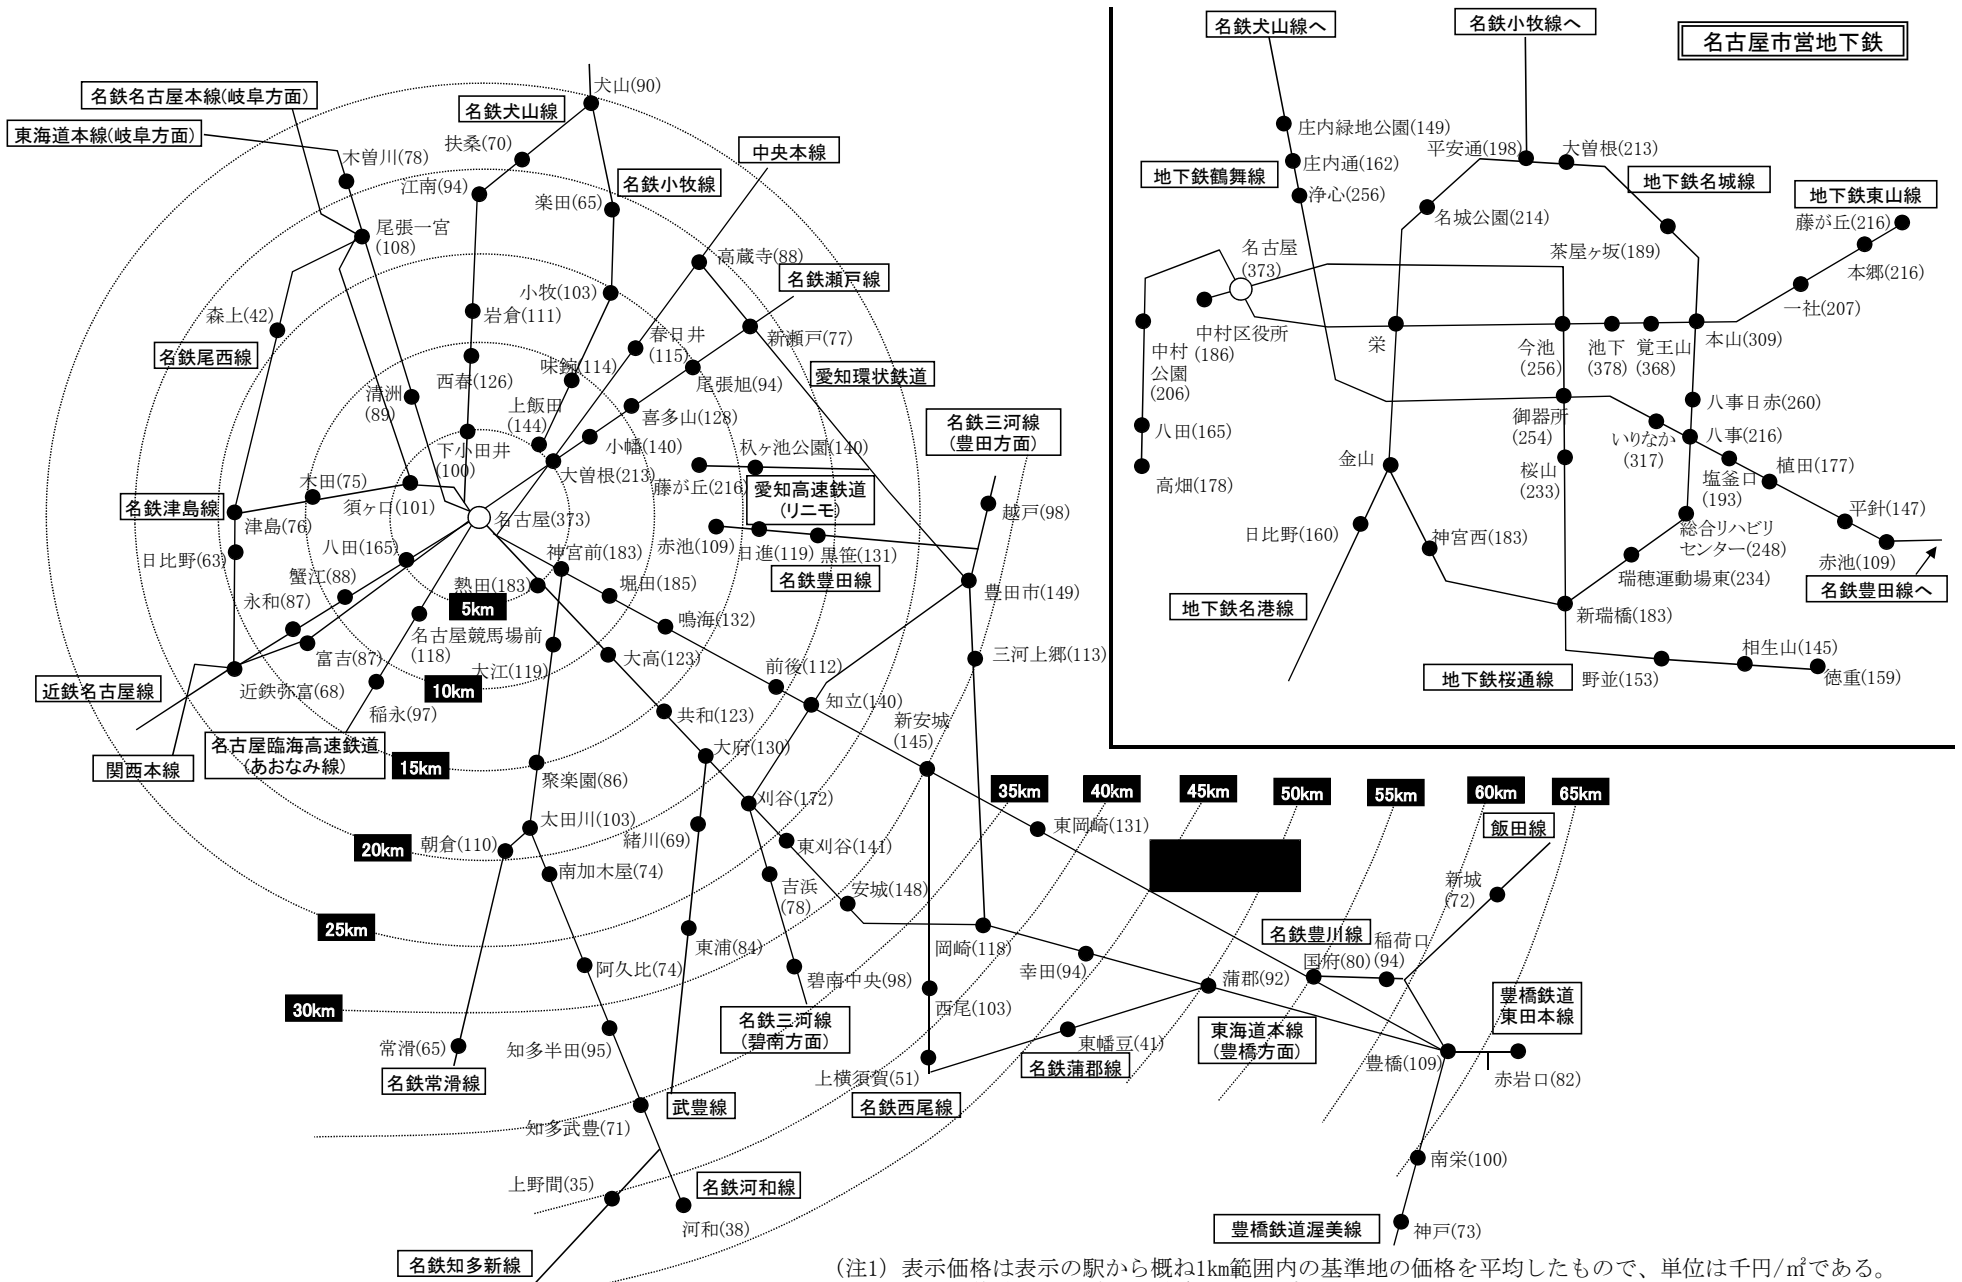 名鉄名古屋本線(岐阜方面)
東海道本線(岐阜方面)
名鉄犬山線
犬山(90)
扶桑(70)
木曽川(78)
江南(94)
中央本線
名鉄小牧線
楽田(65)
尾張一宮
(108)
高蔵寺(88)
名鉄瀬戸線
小牧(103)
森上(42)
岩倉(111)
春日井
(115)
新瀬戸(77)
名鉄尾西線
味鋺(114)
西春(126)
尾張旭(94)
愛知環状鉄道
清洲
(89)
上飯田
(144)
喜多山(128)
名鉄三河線
(豊田方面)
下小田井
(100)
小幡(140)
杁ヶ池公園(140)
大曽根(213)
藤が丘(216)
木田(75)
名鉄津島線
須ヶ口(101)
愛知高速鉄道
(リニモ)
津島(76)
名古屋(373)
越戸(98)
日比野(63)
八田(165)
神宮前(183)
赤池(109)
日進(119)
黒笹(131)
蟹江(88)
熱田(183)
堀田(185)
名鉄豊田線
豊田市(149)
永和(87)
5km
名古屋競馬場前
(118)
鳴海(132)
富吉(87)
大江(119)
大高(123)
前後(112)
三河上郷(113)
近鉄名古屋線
近鉄弥富(68)
10km
稲永(97)
共和(123)
知立(140)
新安城
(145)
関西本線
名古屋臨海高速鉄道
(あおなみ線)
15km
大府(130)
聚楽園(86)
刈谷(172)
35km
40km
45km
50km
55km
60km
65km
太田川(103)
朝倉(110)
20km
緒川(69)
東刈谷(141)
東岡崎(131)
飯田線
南加木屋(74)
吉浜
(78)
安城(148)
新城
(72)
25km
名鉄豊川線
稲荷口
(94)
東浦(84)
岡崎(118)
国府(80)
阿久比(74)
碧南中央(98)
幸田(94)
蒲郡(92)
30km
西尾(103)
豊橋鉄道
東田本線
名鉄三河線
(碧南方面)
東海道本線
(豊橋方面)
常滑(65)
知多半田(95)
東幡豆(41)
豊橋(109)
名鉄常滑線
名鉄蒲郡線
上横須賀(51)
赤岩口(82)
武豊線
名鉄西尾線
知多武豊(71)
南栄(100)
上野間(35)
名鉄河和線
河和(38)
豊橋鉄道渥美線
神戸(73)
名鉄知多新線
(注1) 表示価格は表示の駅から概ね1km範囲内の基準地の価格を平均したもので、単位は千円/㎡である。
名鉄犬山線へ
名鉄小牧線へ
名古屋市営地下鉄
庄内緑地公園(149)
平安通(198)
大曽根(213)
地下鉄鶴舞線
庄内通(162)
地下鉄名城線
浄心(256)
地下鉄東山線
名城公園(214)
藤が丘(216)
名古屋
(373)
茶屋ヶ坂(189)
本郷(216)
一社(207)
中村区役所
(186)
栄
今池
(256)
池下
(378)
覚王山
(368)
本山(309)
中村
公園
(206)
八事日赤(260)
御器所
(254)
いりなか
(317)
八事(216)
八田(165)
金山
桜山
(233)
塩釜口
(193)
植田(177)
高畑(178)
平針(147)
日比野(160)
神宮西(183)
総合リハビリ
センター(248)
赤池(109)
瑞穂運動場東(234)
名鉄豊田線へ
地下鉄名港線
新瑞橋(183)
相生山(145)
地下鉄桜通線
野並(153)
徳重(159)